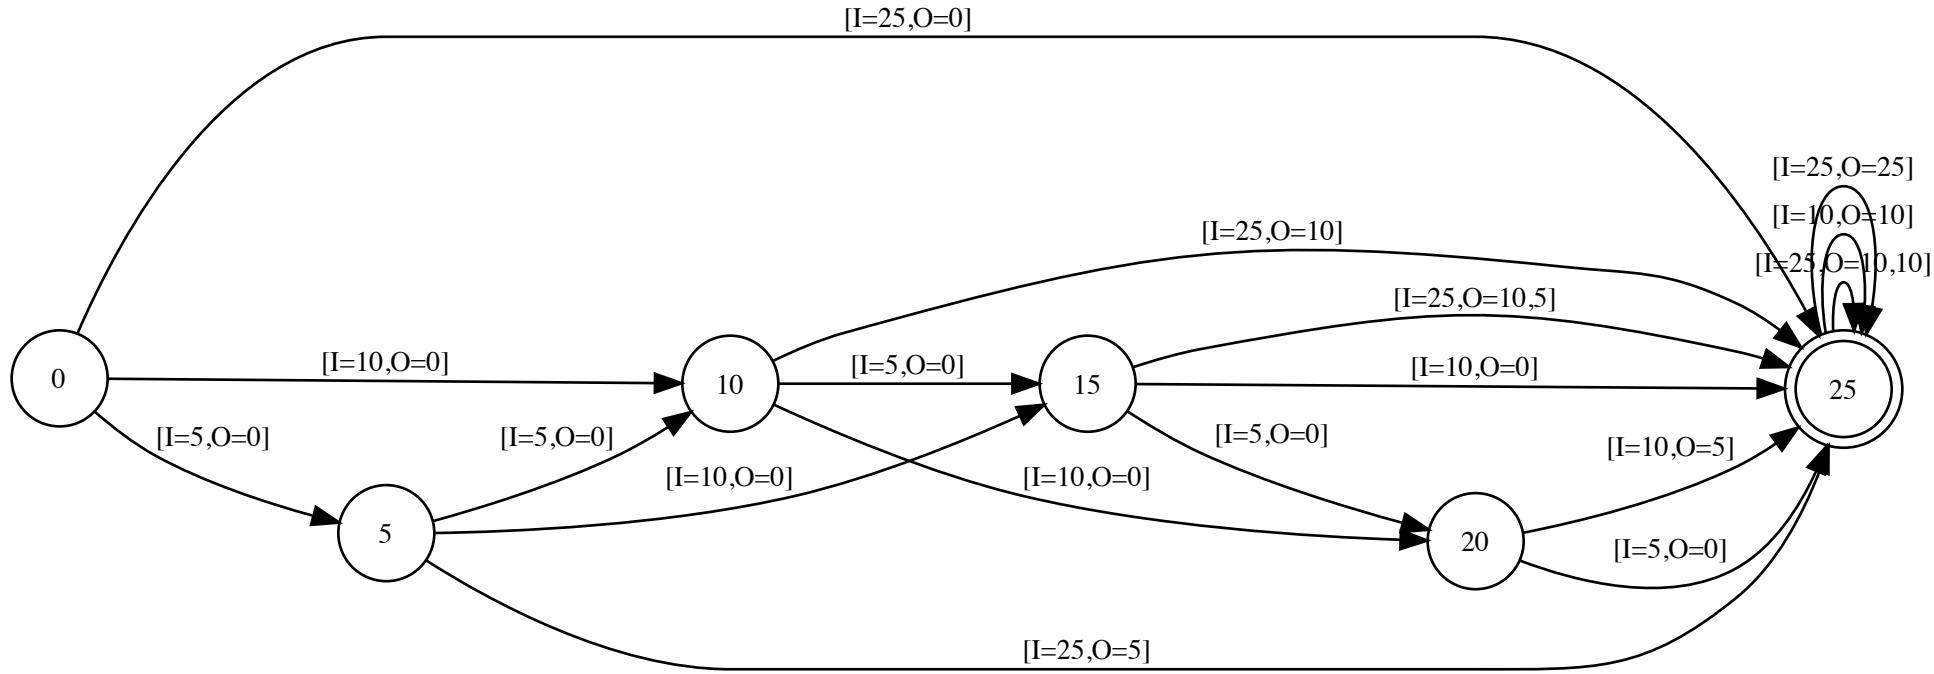 [I=25,O=0]
[I=25,O=25]
[I=10,O=10]
[I=25,O=10]
[I=25,O=10,10]
[I=25,O=10,5]
[I=10,O=0]
[I=5,O=0]
[I=10,O=0]
0
10
15
25
[I=5,O=0]
[I=5,O=0]
[I=5,O=0]
[I=10,O=5]
[I=10,O=0]
[I=10,O=0]
5
20
[I=5,O=0]
[I=25,O=5]